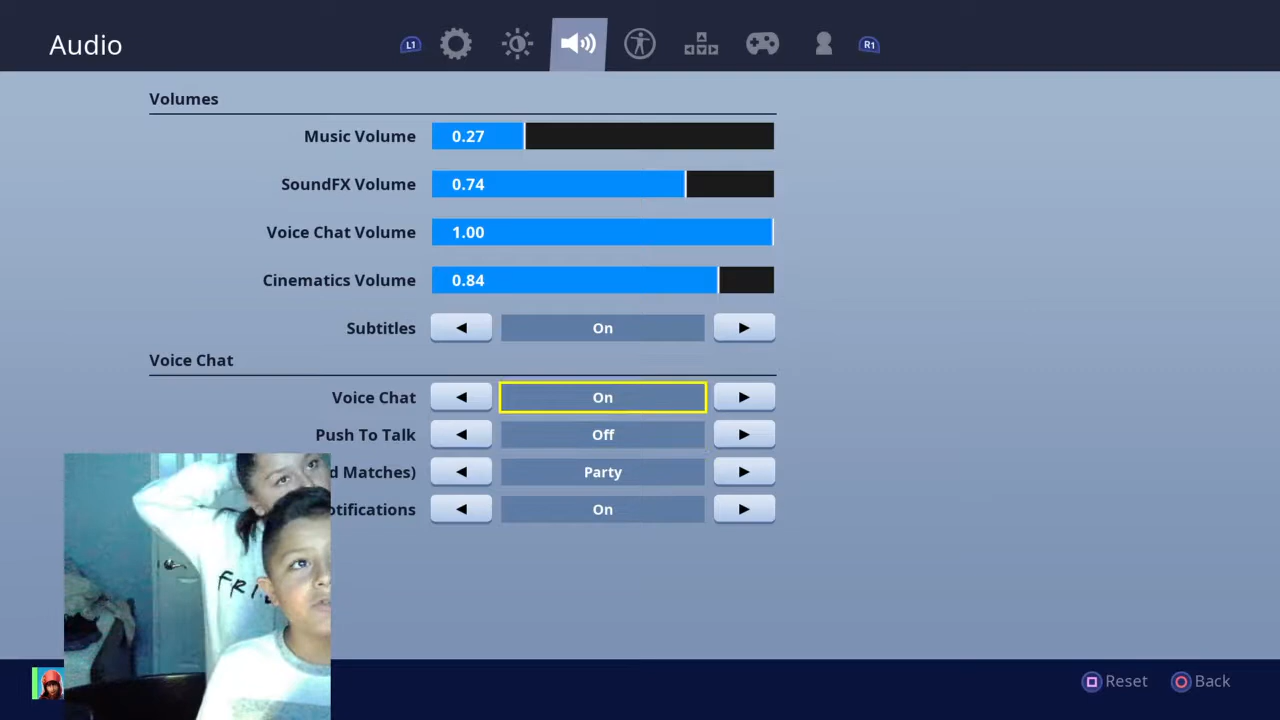 Audio
L1
R1
Volumes
Music Volume 0.27
SoundFX Volume 0.74
Voice Chat Volume 1.00
Cinematics Volume 0.84
Subtitles On
Voice Chat
Voice Chat On
Push To Talk Off
Matches) Party
On
Reset Back